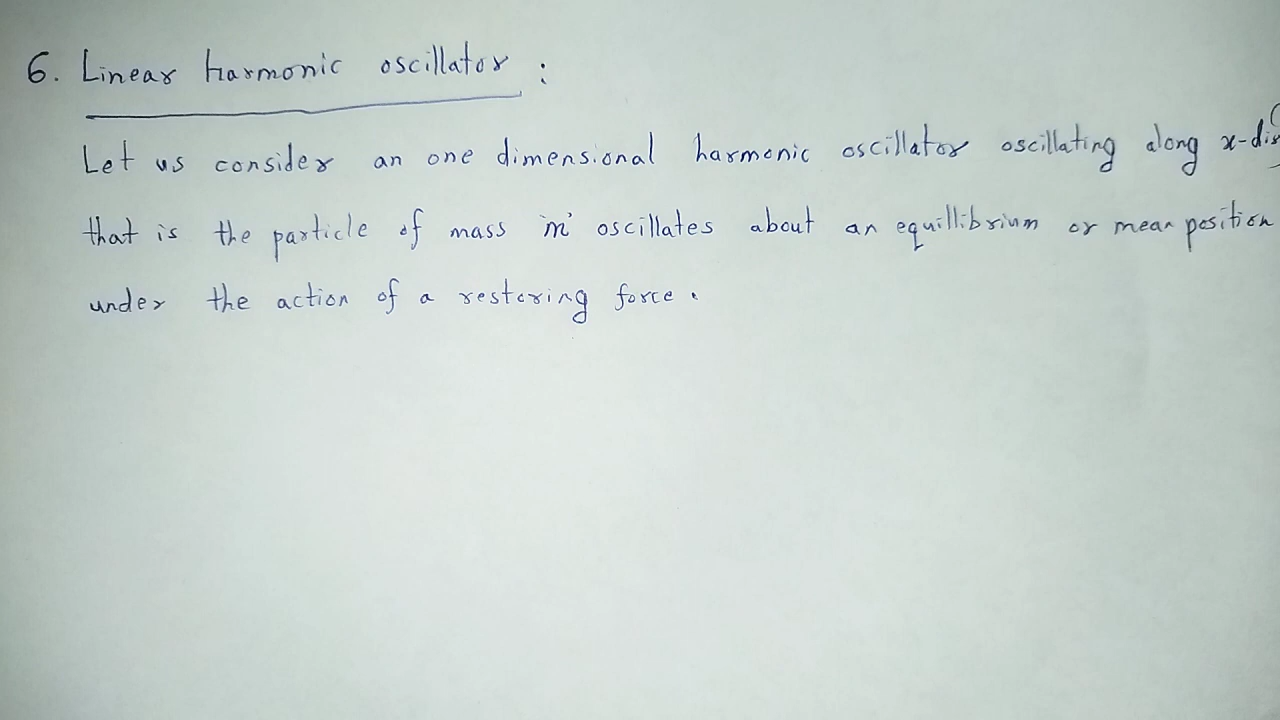 6. Linear harmonic oscillator :
Let us consider an one dimensional harmonic oscillator oscillating along x-dis
that is the particle of mass 'm' oscillates about an equillibrium or mean position
under the action of a restoring force.